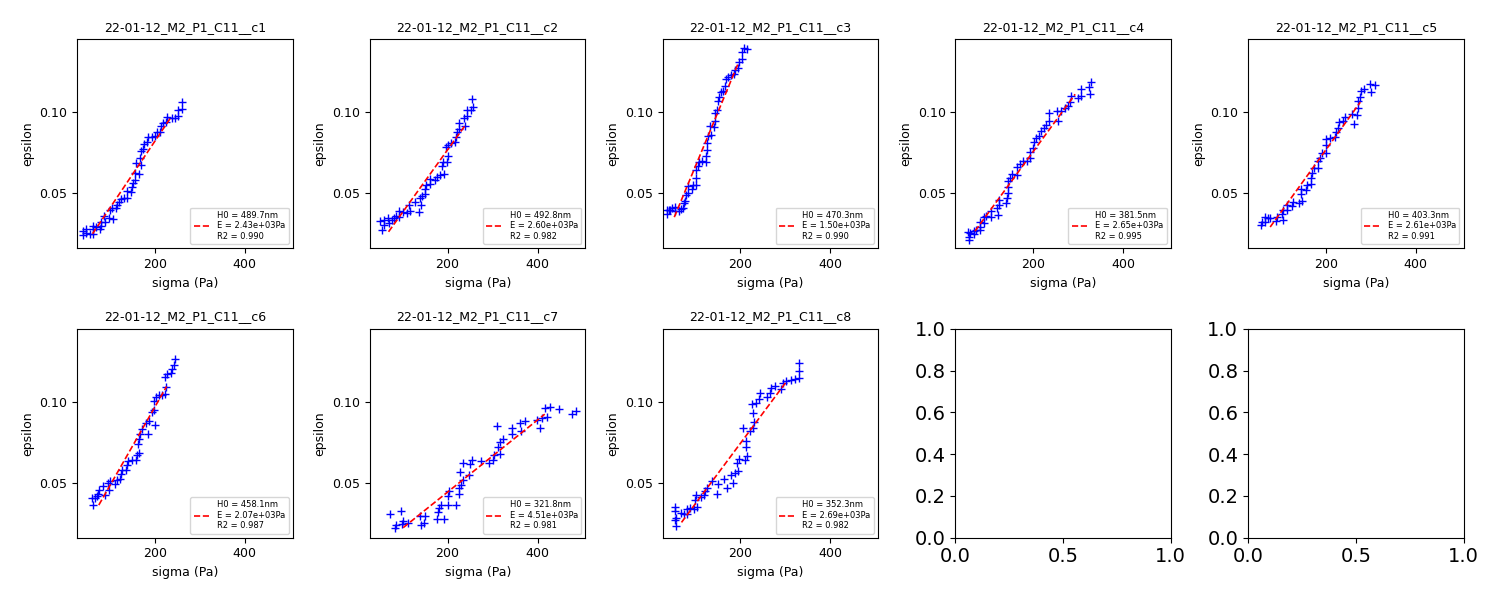 22-01-12_M2_P1_C11__c1
0.10
0.05
epsilon
H0 = 489.7nm
E = 2.43e+03Pa
R2 = 0.990
200 400
sigma (Pa)
22-01-12_M2_P1_C11__c2
0.10
0.05
epsilon
H0 = 492.8nm
E = 2.60e+03Pa
R2 = 0.982
200 400
sigma (Pa)
22-01-12_M2_P1_C11__c3
0.10
0.05
epsilon
H0 = 470.3nm
E = 1.50e+03Pa
R2 = 0.990
200 400
sigma (Pa)
22-01-12_M2_P1_C11__c4
0.10
0.05
epsilon
H0 = 381.5nm
E = 2.65e+03Pa
R2 = 0.995
200 400
sigma (Pa)
22-01-12_M2_P1_C11__c5
0.10
0.05
epsilon
H0 = 403.3nm
E = 2.61e+03Pa
R2 = 0.991
200 400
sigma (Pa)
22-01-12_M2_P1_C11__c6
0.10
0.05
epsilon
H0 = 458.1nm
E = 2.07e+03Pa
R2 = 0.987
200 400
sigma (Pa)
22-01-12_M2_P1_C11__c7
0.10
0.05
epsilon
H0 = 321.8nm
E = 4.51e+03Pa
R2 = 0.981
200 400
sigma (Pa)
22-01-12_M2_P1_C11__c8
0.10
0.05
epsilon
H0 = 352.3nm
E = 2.69e+03Pa
R2 = 0.982
200 400
sigma (Pa)
1.0
0.8
0.6
0.4
0.2
0.0
0.0 0.5 1.0
1.0
0.8
0.6
0.4
0.2
0.0
0.0 0.5 1.0